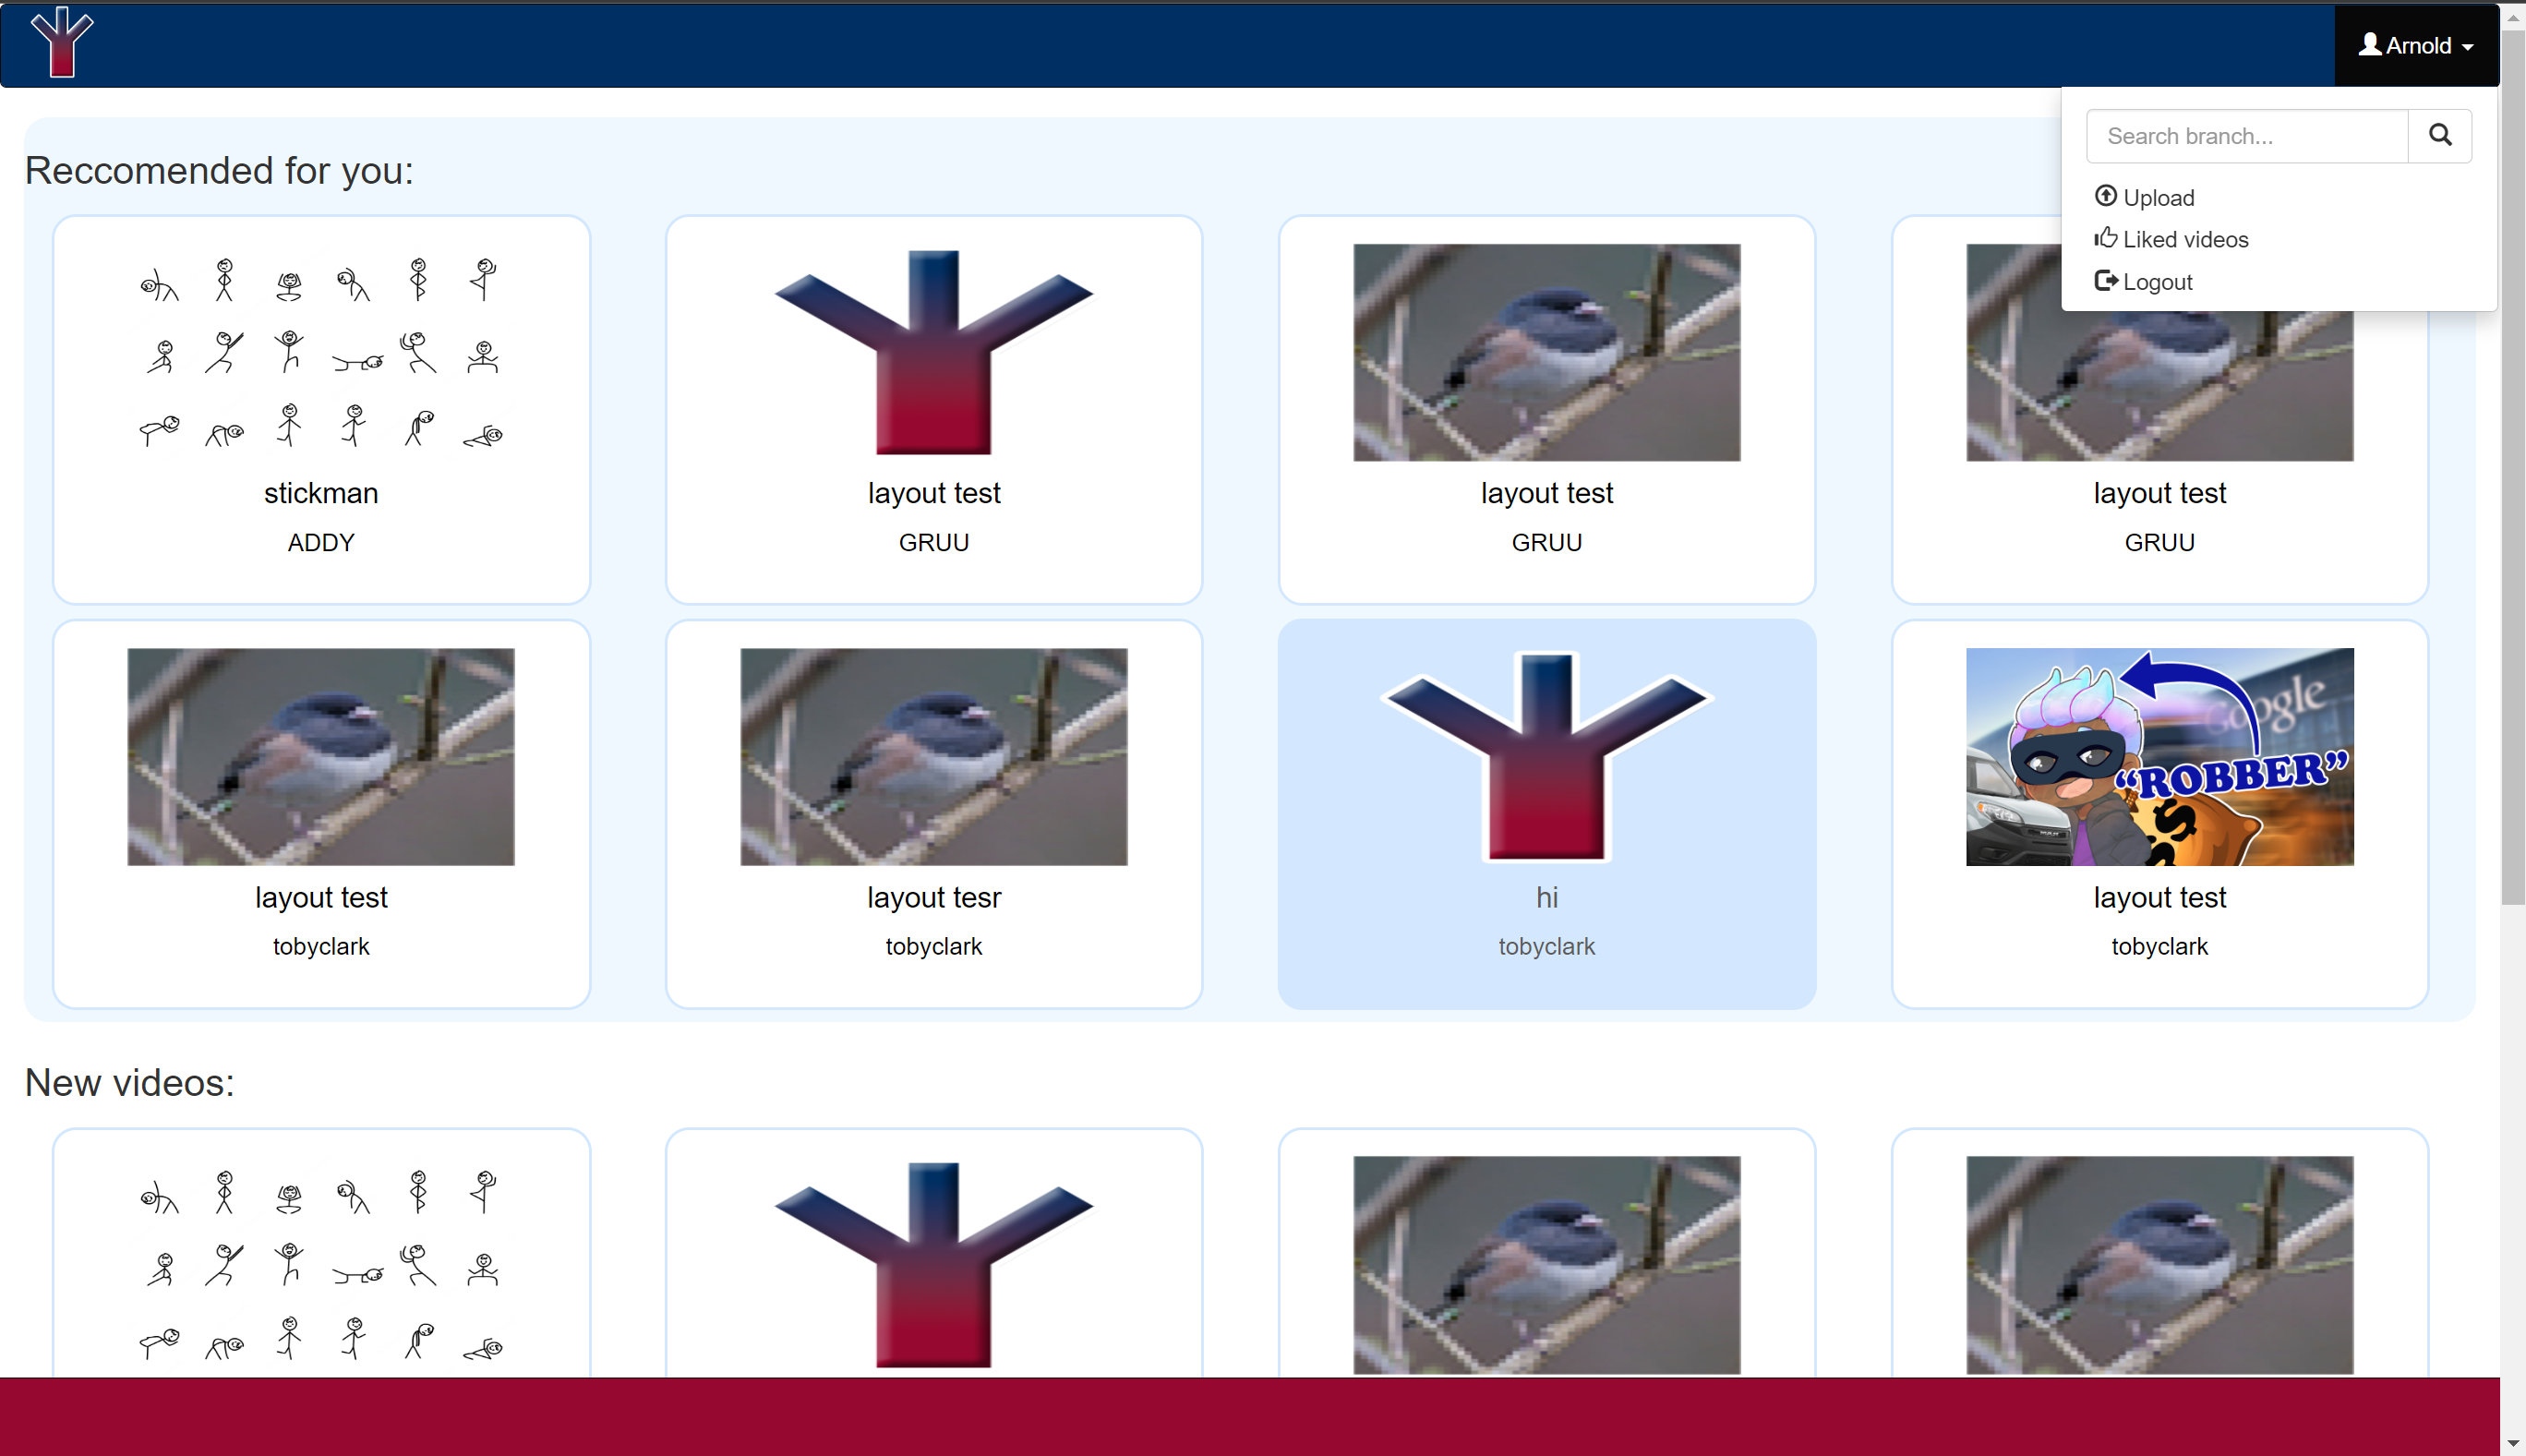 Arnold
Search branch...
Upload
Liked videos
Logout
Reccomended for you:
stickman
ADDY
layout test
GRUU
layout test
GRUU
layout test
GRUU
layout test
tobyclark
layout tesr
tobyclark
hi
tobyclark
Google
“ROBBER”
$
$
layout test
tobyclark
New videos: